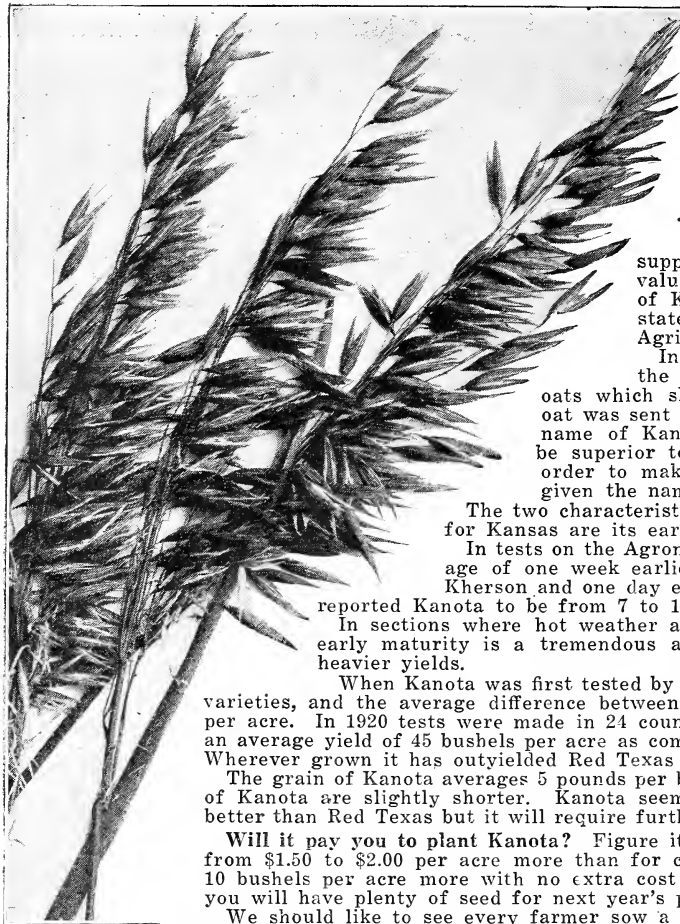 supp
valu
of K
state
Agri
In
the
oats which sl
oat was sent
name of Kan
be superior to
order to mak
given the nam
The two characterist
for Kansas are its ear
In tests on the Agron
age of one week earlie
Kherson and one day e
reported Kanota to be from 7 to 1
In sections where hot weather a
early maturity is a tremendous a
heavier yields.
When Kanota was first tested by
varieties, and the average difference between
per acre. In 1920 tests were made in 24 coun
an average yield of 45 bushels per acre as com
Wherever grown it has outyielded Red Texas
The grain of Kanota averages 5 pounds per b
of Kanota are slightly shorter. Kanota seem
better than Red Texas but it will require furth
Will it pay you to plant Kanota? Figure it
from $1.50 to $2.00 per acre more than for c
10 bushels per acre more with no extra cost
you will have plenty of seed for next year's p
We should like to see every farmer sow a